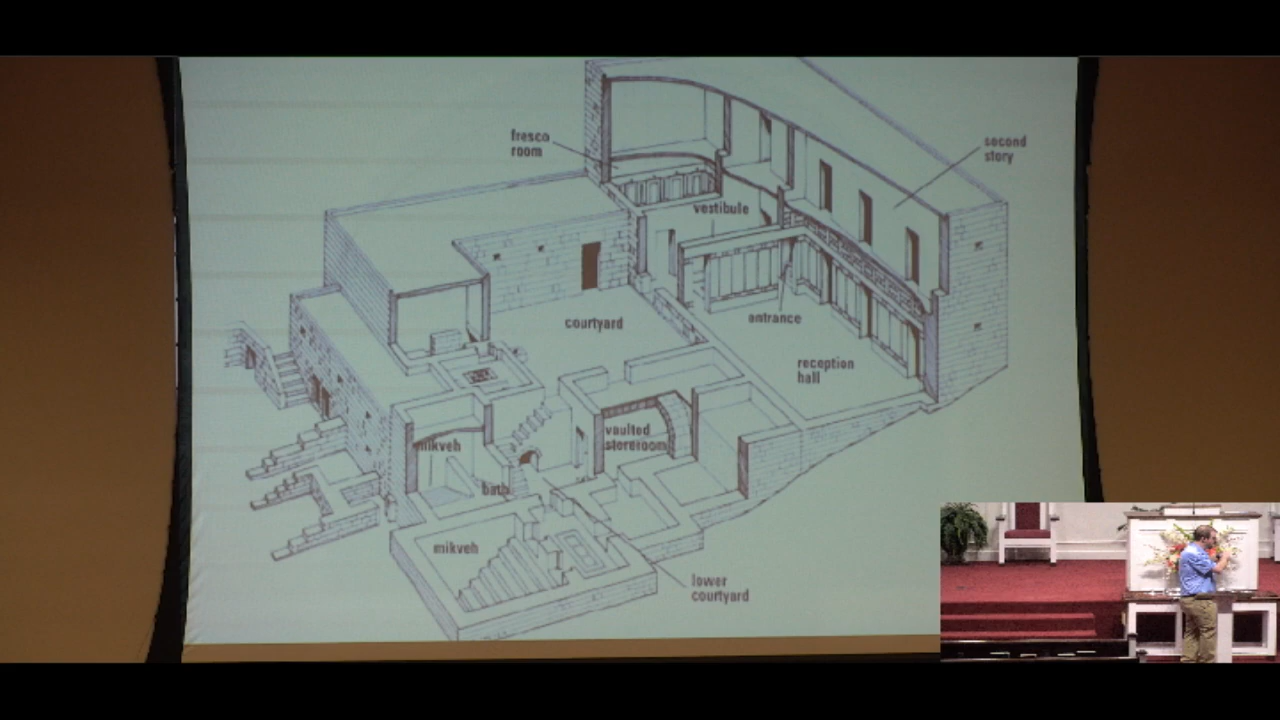 fresco
room
second
story
vestibule
courtyard
entrance
reception
hall
vaulted
storeroom
mikveh
bath
mikveh
lower
courtyard